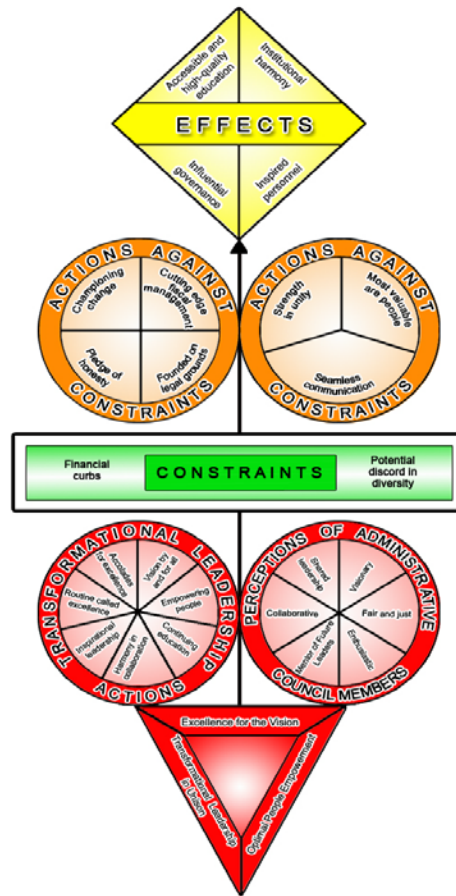 Accessible and
high-quality
education
Institutional
harmony
EFFECTS
Influential
governance
Inspired
personnel
ACTIONS AGAINST
CONSTRAINTS
Championing
change
Cutting edge
fiscal
management
Pledge of
honesty
Founded on
legal grounds
ACTIONS AGAINST
CONSTRAINTS
Strength
in unity
Most valuable
are people
Seamless
communication
Financial
curbs
CONSTRAINTS
Potential
discord in
diversity
TRANSFORMATIONAL LEADERSHIP
ACTIONS
Accolades
for excellence
Vision by
and for all
Routine called
excellence
Empowering
people
Inspirational
leadership
Harmony in
collaboration
Continuing
education
PERCEPTIONS OF ADMINISTRATIVE
COUNCIL MEMBERS
Shared
leadership
Visionary
Collaborative
Fair and just
Mentor of Future
Leaders
Enthusiastic
Excellence for the Vision
Transformational Leadership
in Unison
Optimal People Empowerment